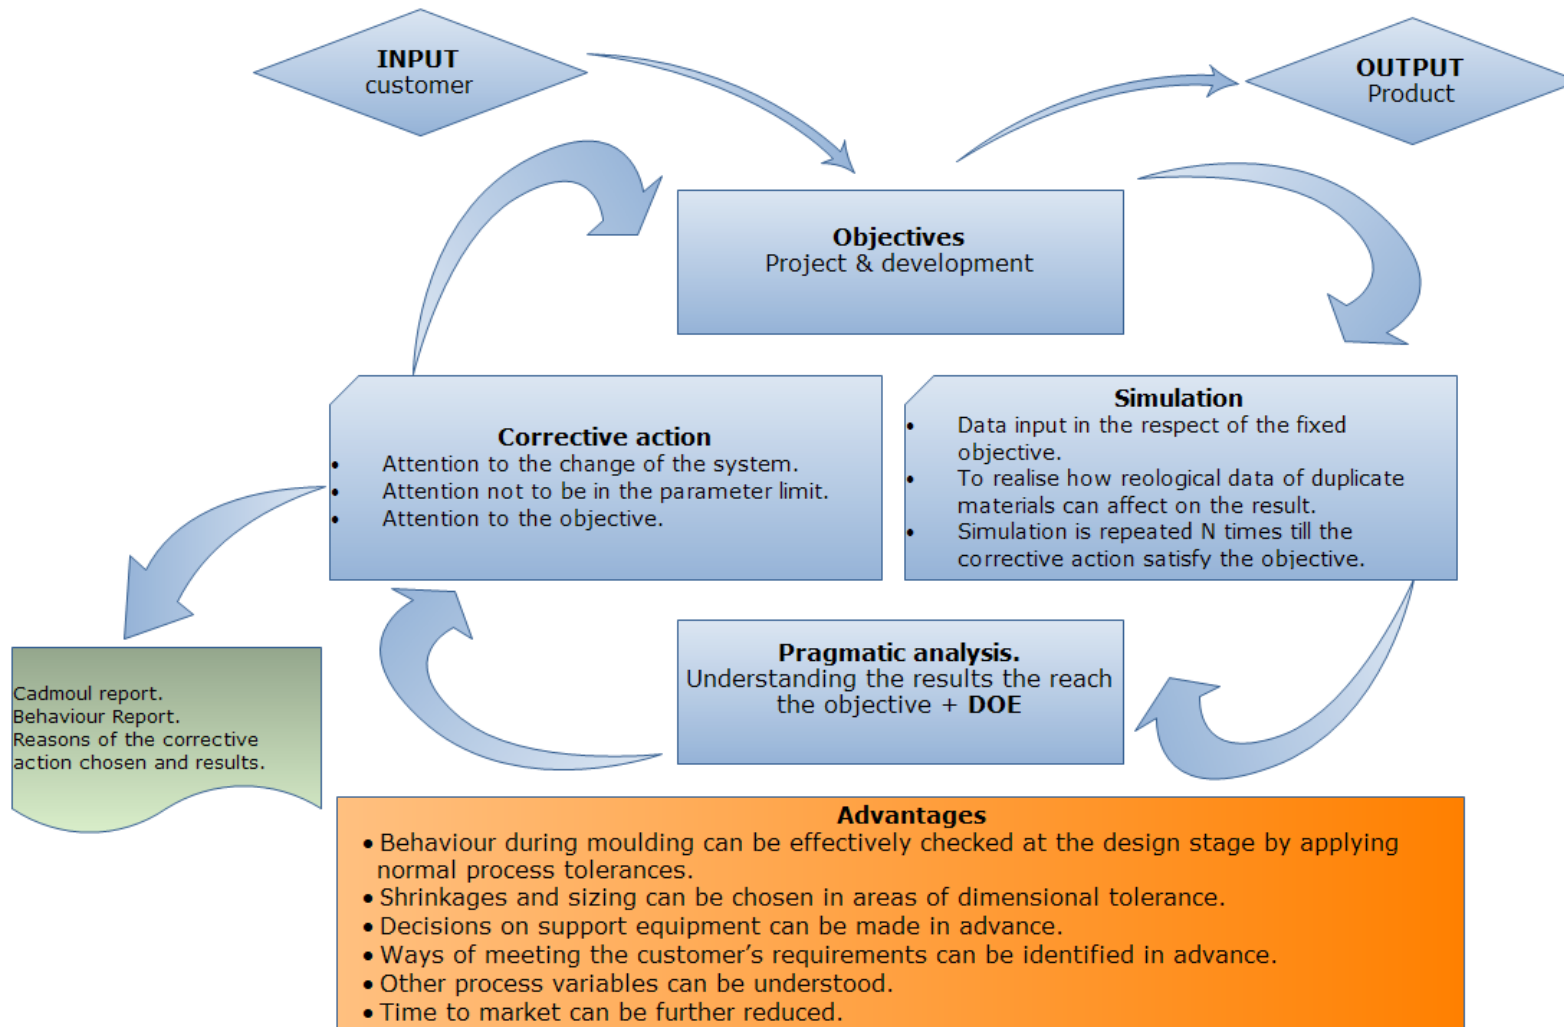 INPUT
customer
OUTPUT
Product
Objectives
Project & development
Corrective action
• Attention to the change of the system.
• Attention not to be in the parameter limit.
• Attention to the objective.
Simulation
• Data input in the respect of the fixed
objective.
• To realise how reological data of duplicate
materials can affect on the result.
• Simulation is repeated N times till the
corrective action satisfy the objective.
Pragmatic analysis.
Understanding the results the reach
the objective + DOE
Cadmoul report.
Behaviour Report.
Reasons of the corrective
action chosen and results.
Advantages
• Behaviour during moulding can be effectively checked at the design stage by applying
normal process tolerances.
• Shrinkages and sizing can be chosen in areas of dimensional tolerance.
• Decisions on support equipment can be made in advance.
• Ways of meeting the customer’s requirements can be identified in advance.
• Other process variables can be understood.
• Time to market can be further reduced.